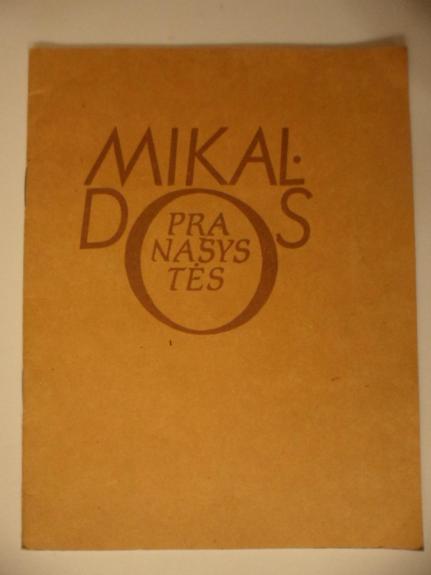 MIKAL-
DOS
PRA
NAŠYS
TĖS